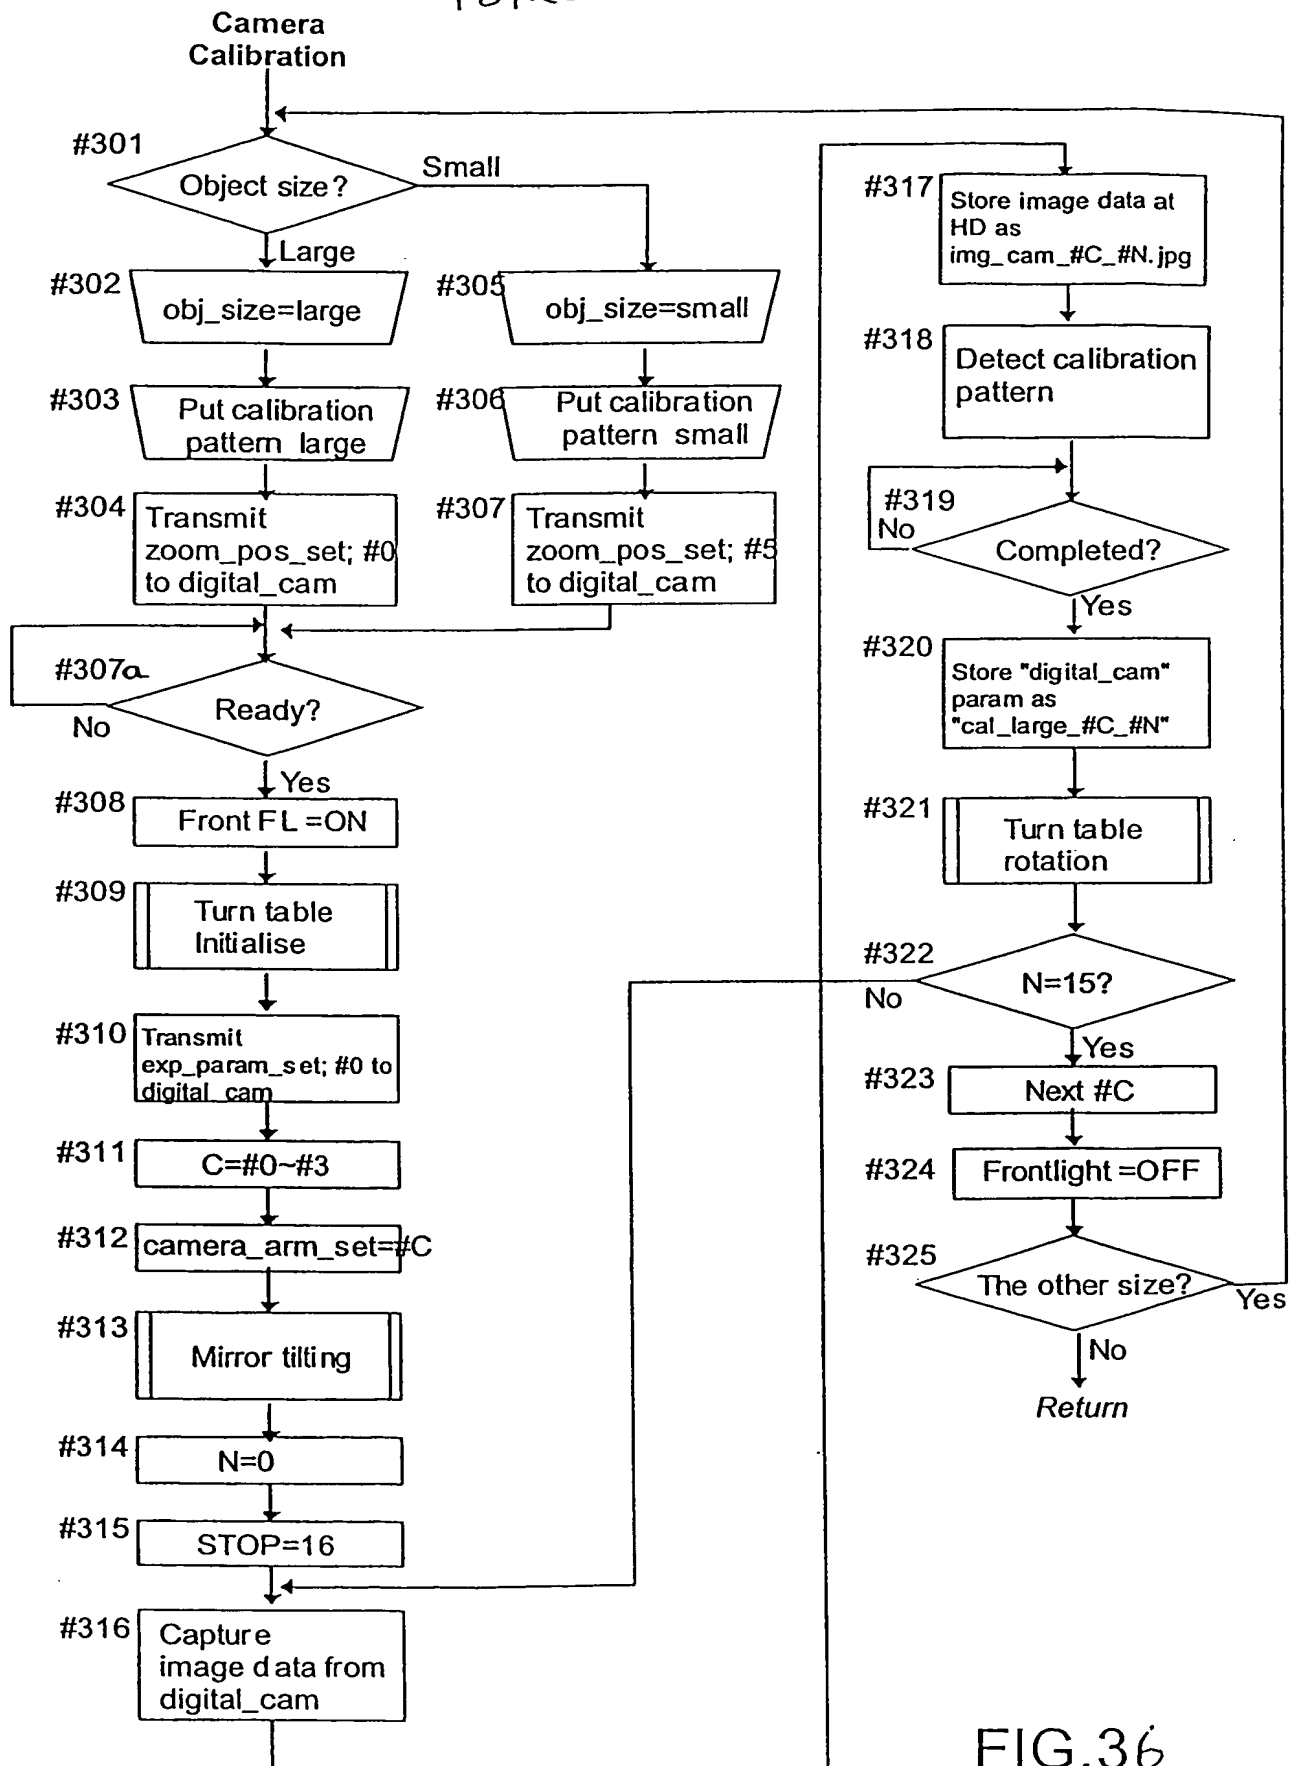 Camera
Calibration
#301
Object size?
Small
Large
#302
obj_size=large
#305
obj_size=small
#303
Put calibration
pattern large
#306
Put calibration
pattern small
#304
Transmit
zoom_pos_set; #0
to digital_cam
#307
Transmit
zoom_pos_set; #5
to digital_cam
#307a
Ready?
No
Yes
#308
Front FL=ON
#309
Turn table
Initialise
#310
Transmit
exp_param_set; #0 to
digital_cam
#311
C=#0~#3
#312
camera_arm_set=#C
#313
Mirror tilting
#314
N=0
#315
STOP=16
#316
Capture
image data from
digital_cam
#317
Store image data at
HD as
img_cam_#C_#N.jpg
#318
Detect calibration
pattern
#319
No
Completed?
Yes
#320
Store "digital_cam"
param as
"cal_large_#C_#N"
#321
Turn table
rotation
#322
No
N=15?
Yes
#323
Next #C
#324
Frontlight=OFF
#325
The other size?
Yes
No
Return
FIG.36